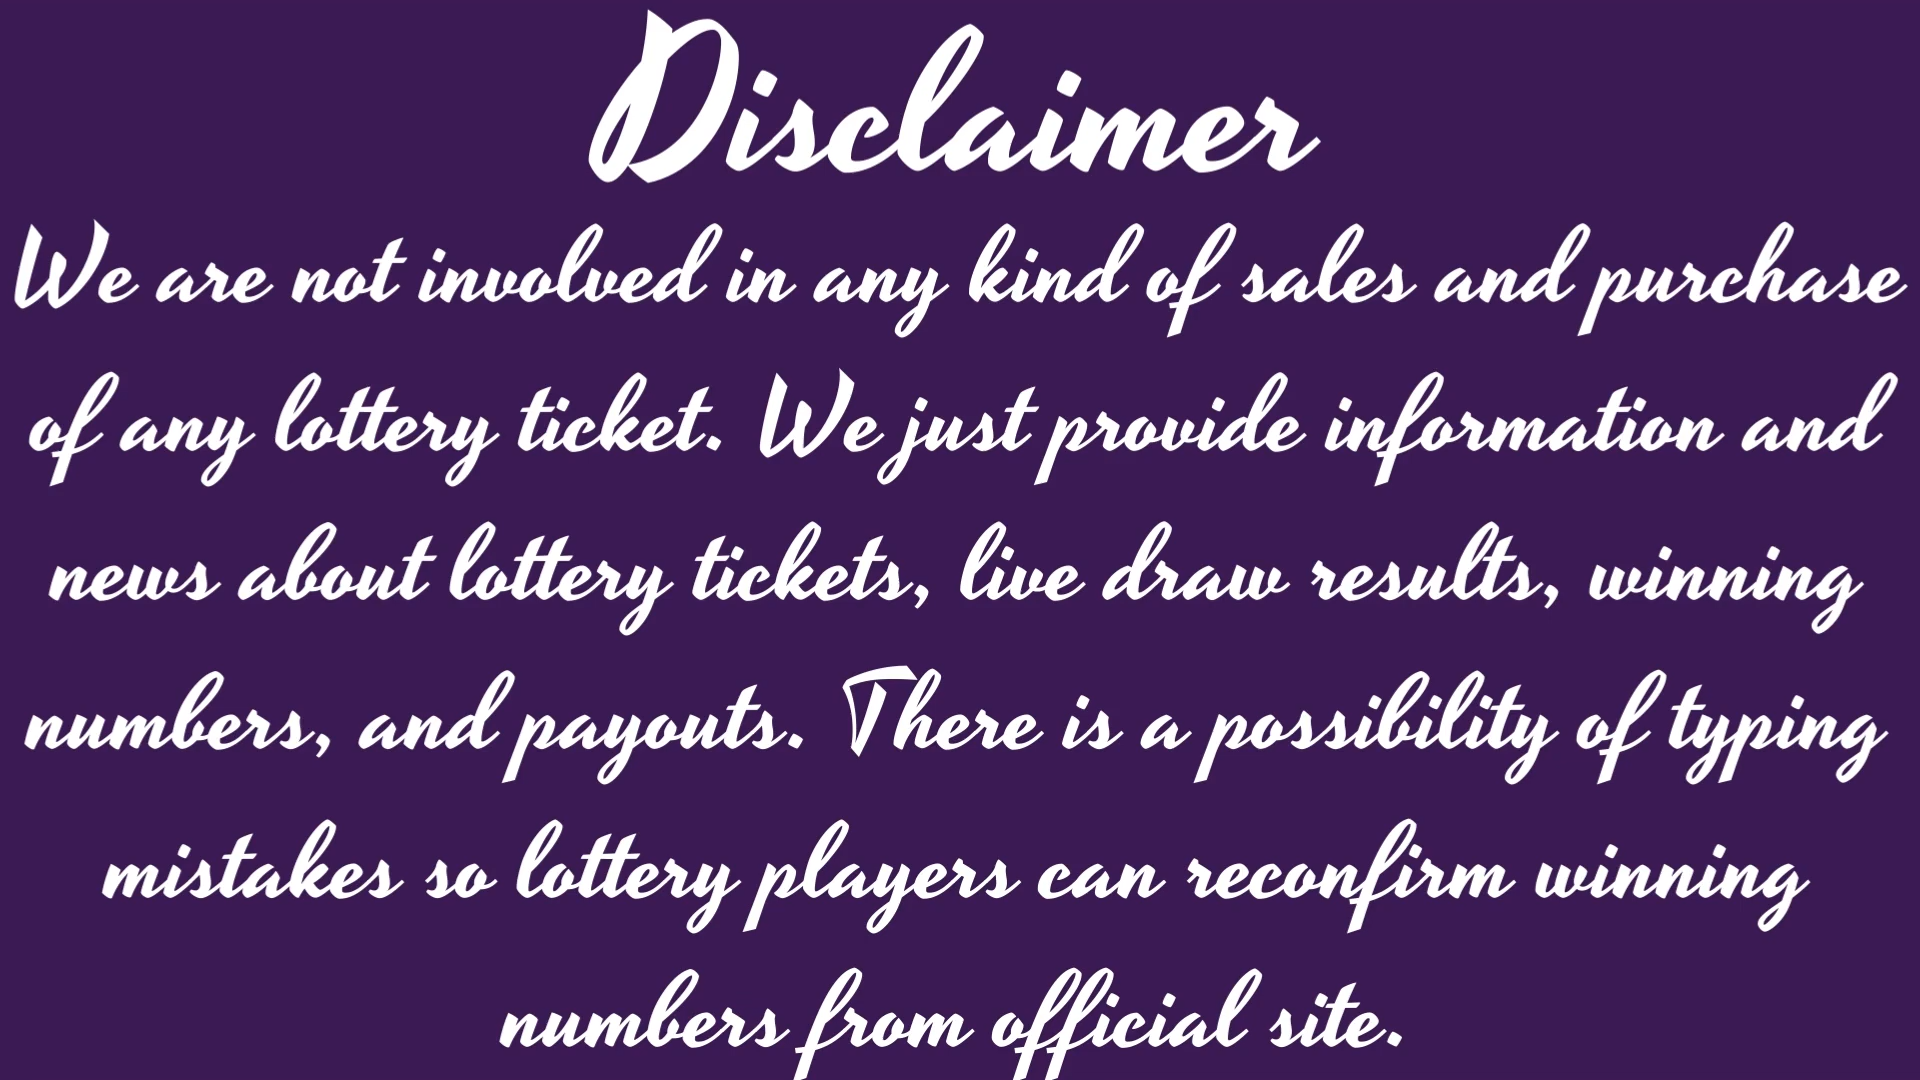 Disclaimer
We are not involved in any kind of sales and purchase
of any lottery ticket. We just provide information and
news about lottery tickets, live draw results, winning
numbers, and payouts. There is a possibility of typing
mistakes so lottery players can reconfirm winning
numbers from official site.